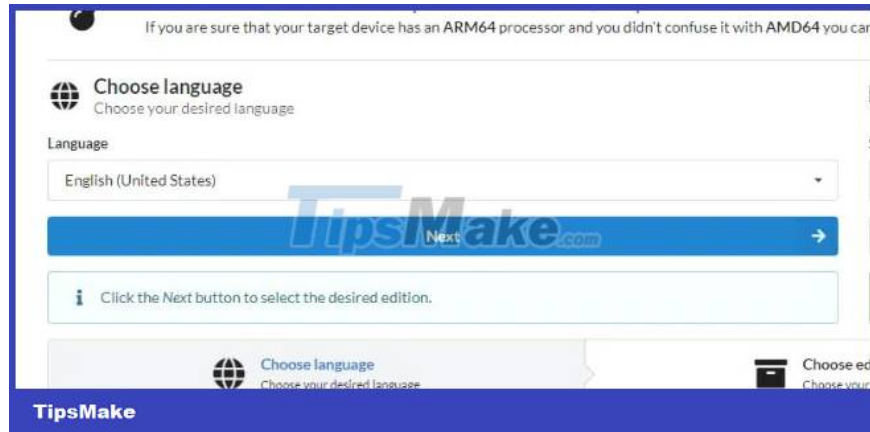 If you are sure that your target device has an ARM64 processor and you didn't confuse it with AMD64 you can
Choose language
Choose your desired language
Language
English (United States)
TipsMake.com
Next
Click the Next button to select the desired edition.
Choose language
Choose your desired language
Choose ed
Choose your
TipsMake